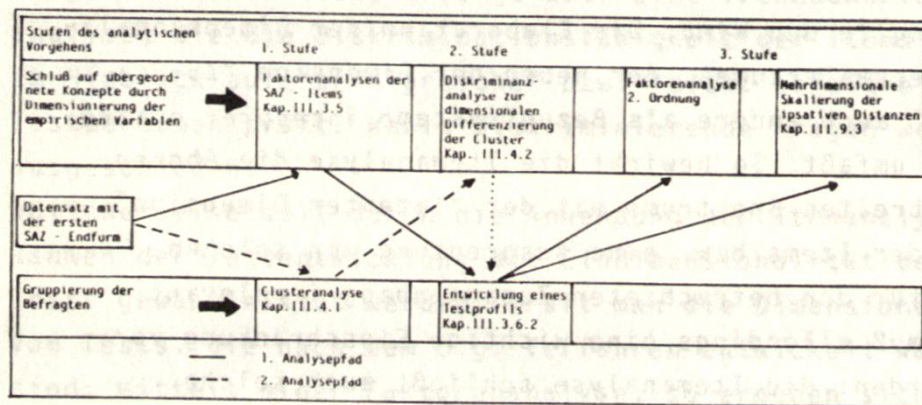 Stufen des analytischen
Vorgehens
1. Stufe
2. Stufe
3. Stufe
Schluß auf übergeord-
nete Konzepte durch
Dimensionierung der
empirischen Variablen
Faktorenanalysen der
SAZ - Items
Kap.III.3.5
Diskriminanz-
analyse zur
dimensionalen
Differenzierung
der Cluster
Kap.III.4.2
Faktorenanalyse
2. Ordnung
Mehrdimensionale
Skalierung der
ipsativen Distanzen
Kap.III.9.3
Datensatz mit
der ersten
SAZ - Endform
Gruppierung der
Befragten
Clusteranalyse
Kap.III.4.1
Entwicklung eines
Testprofils
Kap.III.3.6.2
1. Analysepfad
2. Analysepfad